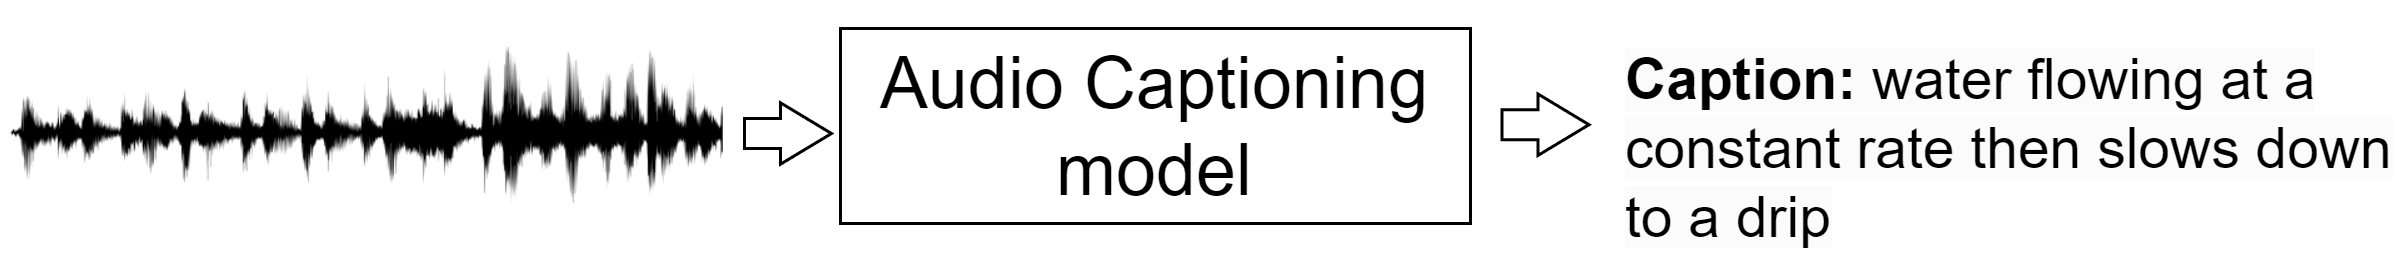 Audio Captioning
model
Caption: water flowing at a
constant rate then slows down
to a drip